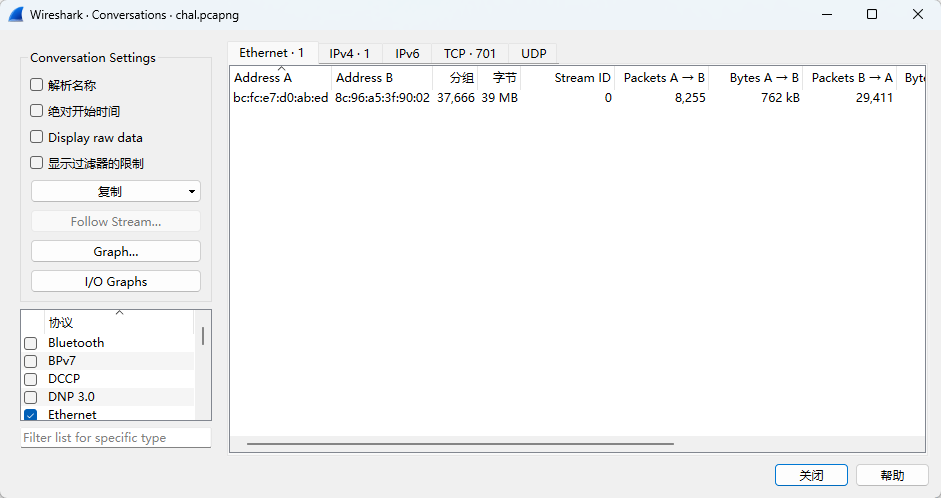 Wireshark · Conversations · chal.pcapng
Conversation Settings
解析名称
绝对开始时间
Display raw data
显示过滤器的限制
复制
Follow Stream...
Graph...
I/O Graphs
协议
Bluetooth
BPv7
DCCP
DNP 3.0
Ethernet
Filter list for specific type
Ethernet · 1 IPv4 · 1 IPv6 TCP · 701 UDP
Address A Address B 分组 字节 Stream ID Packets A → B Bytes A → B Packets B → A Byt
bc:fc:e7:d0:ab:ed 8c:96:a5:3f:90:02 37,666 39 MB 0 8,255 762 kB 29,411
关闭 帮助